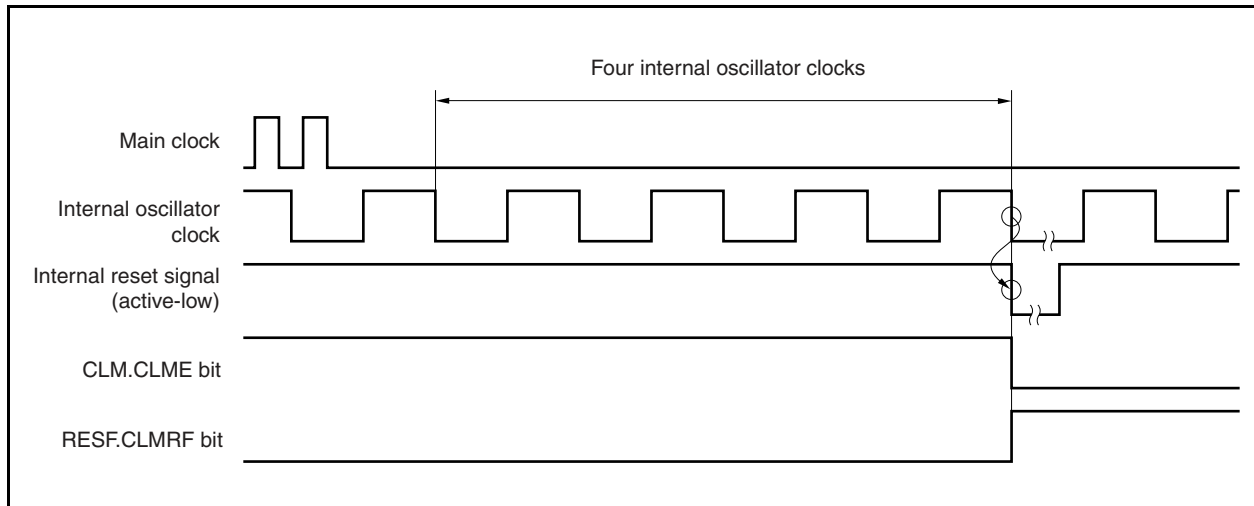 Four internal oscillator clocks
Main clock
Internal oscillator
clock
Internal reset signal
(active-low)
CLM.CLME bit
RESF.CLMRF bit